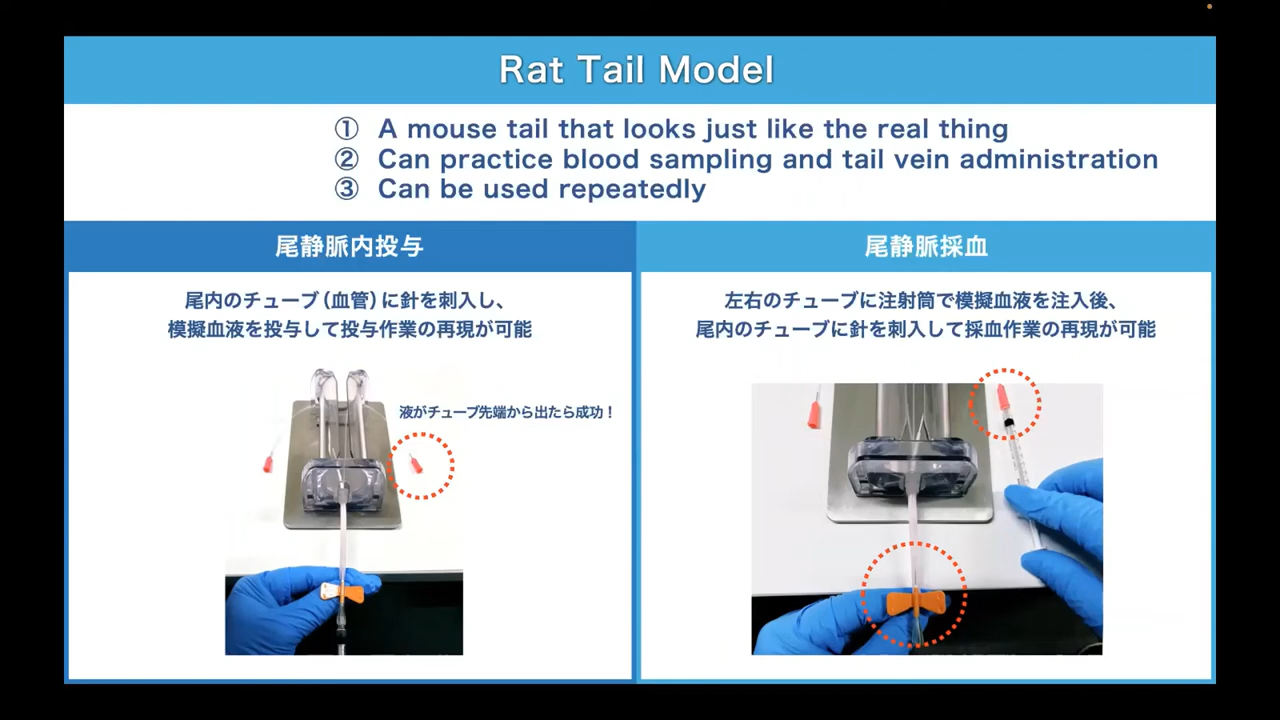 Rat Tail Model
① A mouse tail that looks just like the real thing
② Can practice blood sampling and tail vein administration
③ Can be used repeatedly
尾静脈内投与
尾内のチューブ（血管）に針を刺入し、
模擬血液を投与して投与作業の再現が可能
液がチューブ先端から出たら成功！
尾静脈採血
左右のチューブに注射筒で模擬血液を注入後、
尾内のチューブに針を刺入して採血作業の再現が可能